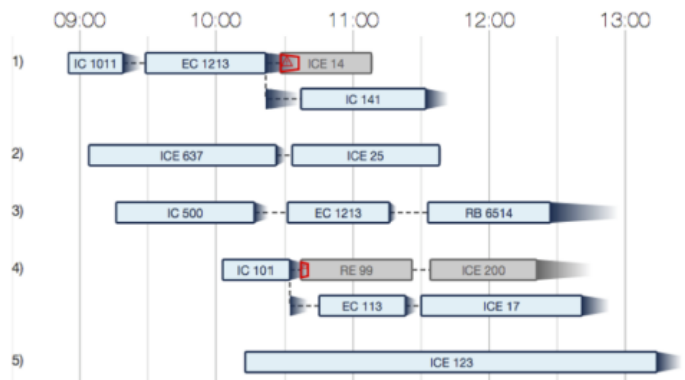 09:00 10:00 11:00 12:00 13:00
1) IC 1011 EC 1213 ICE 14
IC 141
2) ICE 637 ICE 25
3) IC 500 EC 1213 RB 6514
4) IC 101 RE 99 ICE 200
EC 113 ICE 17
5) ICE 123